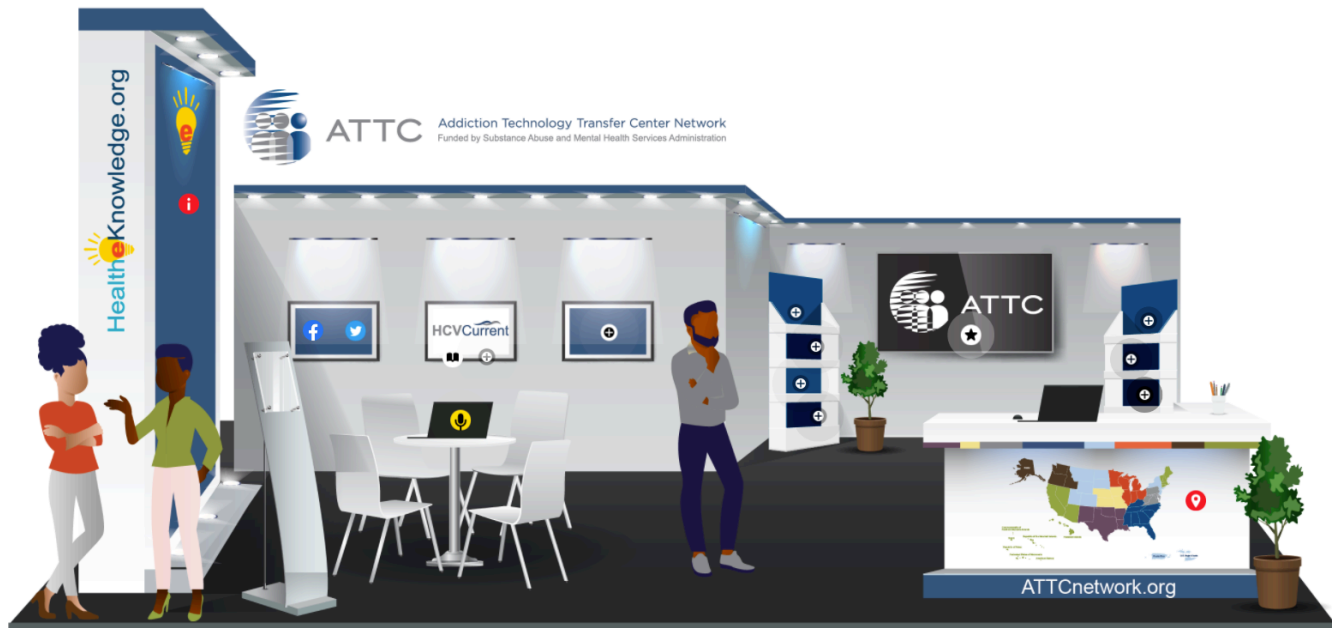 HealtheKnowledge.org
e
i
ATTC
Addiction Technology Transfer Center Network
Funded by Substance Abuse and Mental Health Services Administration
f
HCVCurrent
ATTC
ATTCnetwork.org